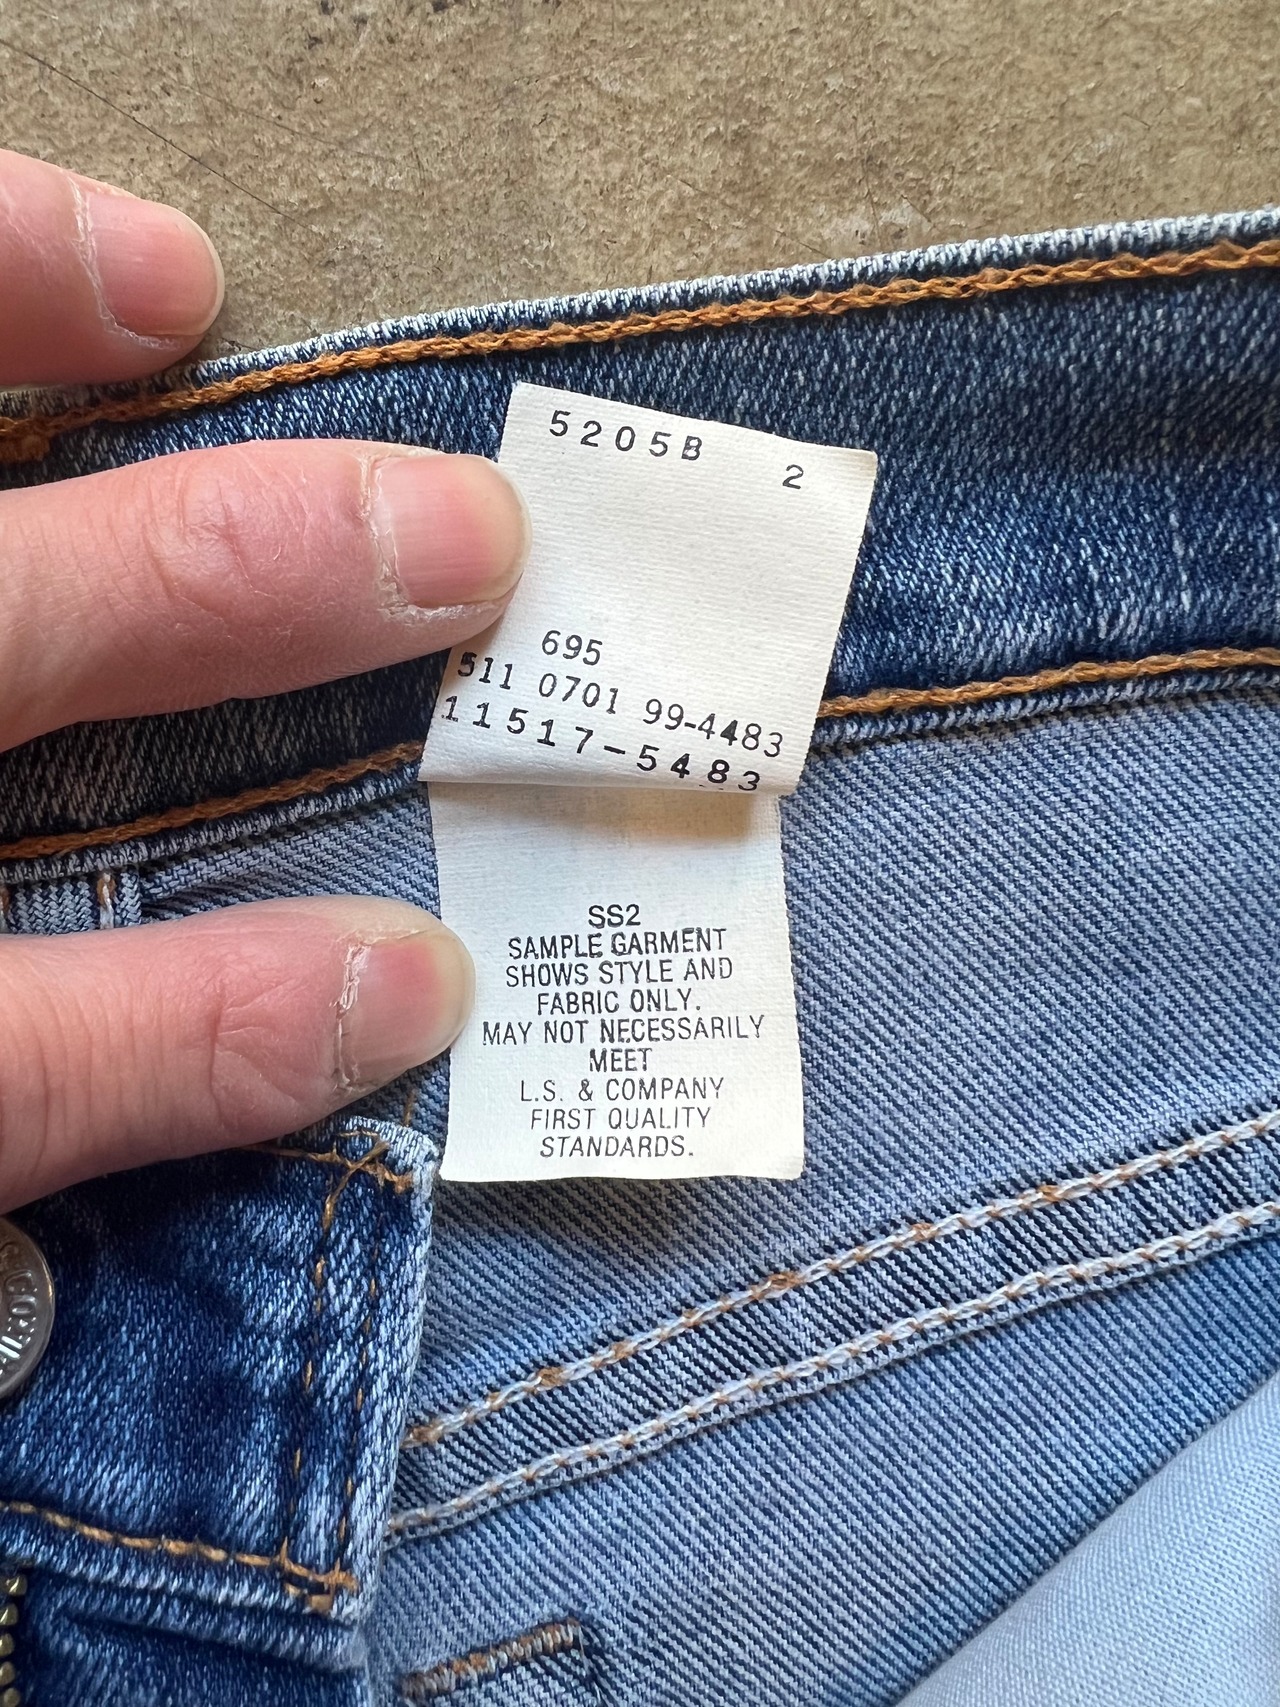 5205B 2
695
511 0701 99-4483
11517-5483
SS2
SAMPLE GARMENT
SHOWS STYLE AND
FABRIC ONLY.
MAY NOT NECESSARILY
MEET
L.S. & COMPANY
FIRST QUALITY
STANDARDS.